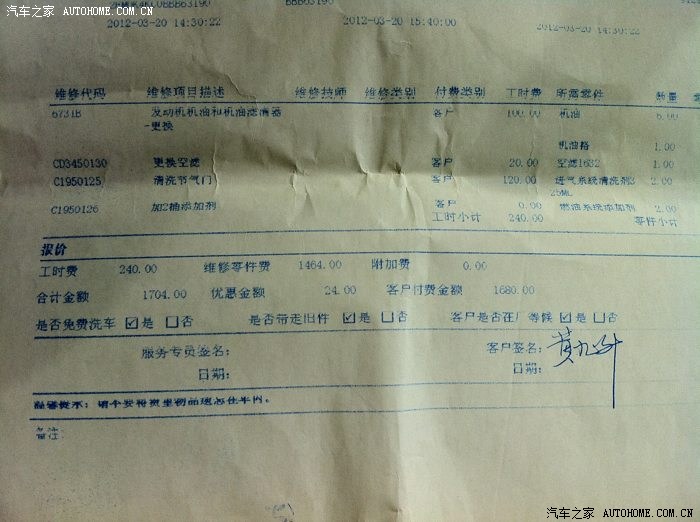 汽车之家 AUTOHOME.COM.CN
2012-03-20 14:30:22 2012-03-20 15:40:00 2012-03-20 14:30:22
维修代码 维修项目描述 维修技师 维修类别 付费类别 工时费 所需零件 数量
6731B 发动机机油和机油滤清器 客户 100.00 机油 6.00
-更换
机油格 1.00
CD3450130 更换空滤 客户 20.00 空滤1632 1.00
C1950125 清洗节气门 客户 120.00 进气系统清洗剂3 2.00
25ML
C1950126 加2桶添加剂 客户 0.00 燃油系统添加剂 2.00
工时小计 240.00 零件小计
报价
工时费 240.00 维修零件费 1464.00 附加费 0.00
合计金额 1704.00 优惠金额 24.00 客户付费金额 1680.00
是否免费洗车 ☑是 □否 是否带走旧件 ☑是 □否 客户是否在厂等候 ☑是 □否
服务专员签名: 客户签名:
日期: 日期:
温馨提示: 请不要将贵重物品遗忘在车内。
备注:
汽车之家 AUTOHOME.COM.CN